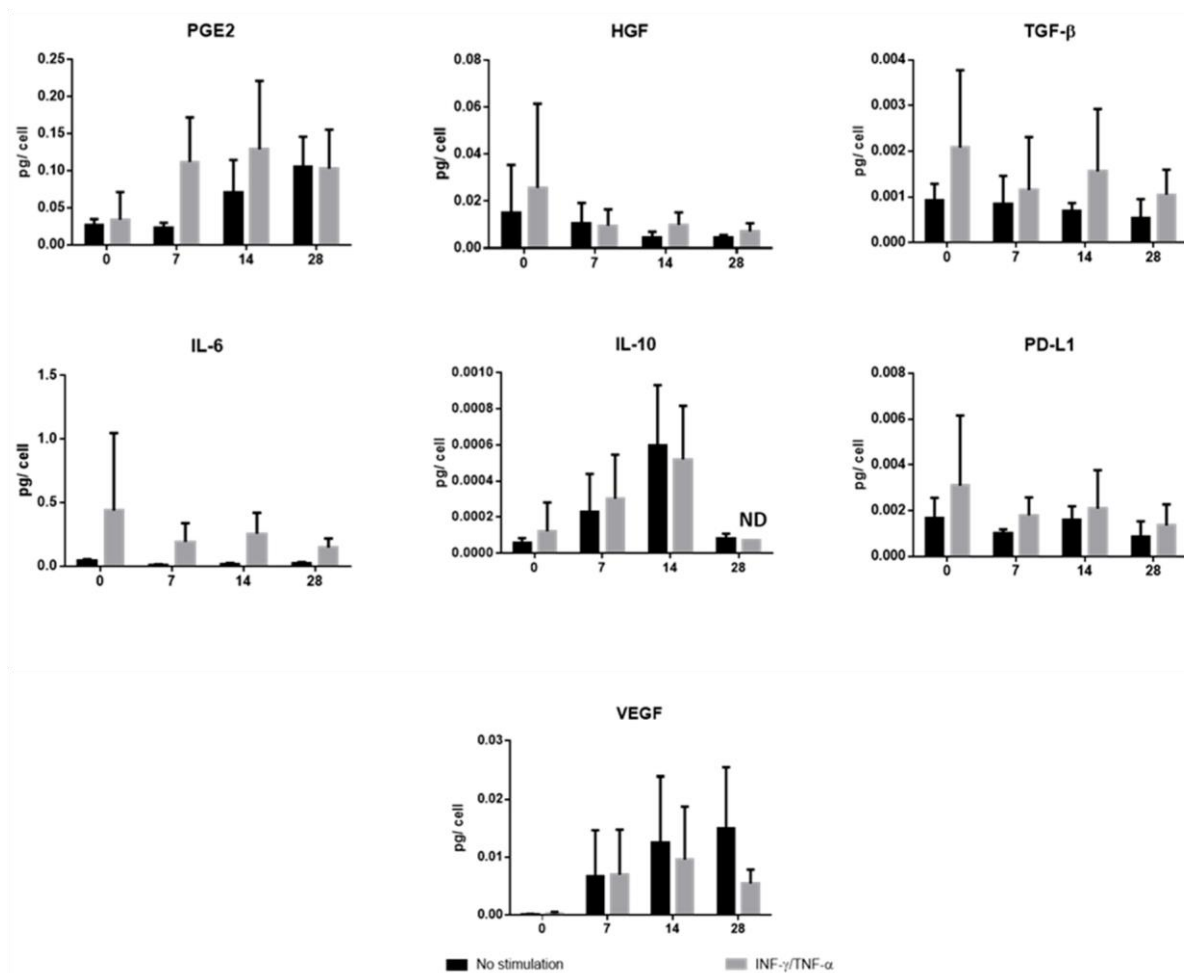 PGE2
0.25
0.20
0.15
0.10
0.05
0.00
pg/ cell
0 7 14 28
HGF
0.08
0.06
0.04
0.02
0.00
pg/ cell
0 7 14 28
TGF-β
0.004
0.003
0.002
0.001
0.000
pg/ cell
0 7 14 28
IL-6
1.5
1.0
0.5
0.0
pg/ cell
0 7 14 28
IL-10
0.0010
0.0008
0.0006
0.0004
0.0002
0.0000
pg/ cell
ND
0 7 14 28
PD-L1
0.008
0.006
0.004
0.002
0.000
pg/ cell
0 7 14 28
VEGF
0.03
0.02
0.01
0.00
pg/ cell
0 7 14 28
No stimulation
INF-γ/TNF-α